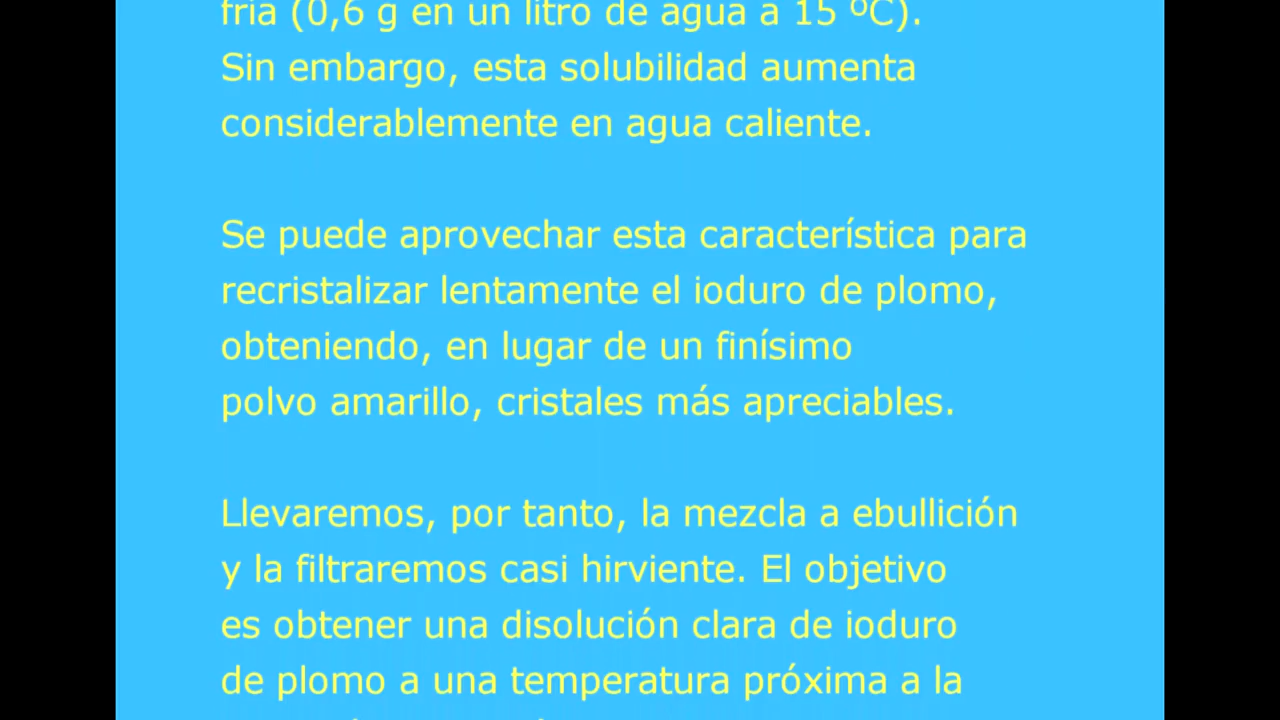 fría (0,6 g en un litro de agua a 15 ºC).
Sin embargo, esta solubilidad aumenta
considerablemente en agua caliente.
Se puede aprovechar esta característica para
recristalizar lentamente el ioduro de plomo,
obteniendo, en lugar de un finísimo
polvo amarillo, cristales más apreciables.
Llevaremos, por tanto, la mezcla a ebullición
y la filtraremos casi hirviente. El objetivo
es obtener una disolución clara de ioduro
de plomo a una temperatura próxima a la